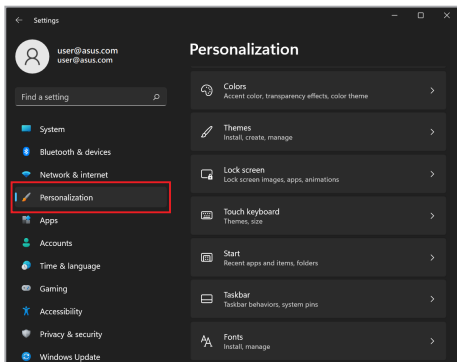 Settings
user@asus.com
user@asus.com
Find a setting
System
Bluetooth & devices
Network & internet
Personalization
Apps
Accounts
Time & language
Gaming
Accessibility
Privacy & security
Windows Update
Personalization
Colors
Accent color, transparency effects, color theme
Themes
Install, create, manage
Lock screen
Lock screen images, apps, animations
Touch keyboard
Themes, size
Start
Recent apps and items, folders
Taskbar
Taskbar behaviors, system pins
Fonts
Install, manage